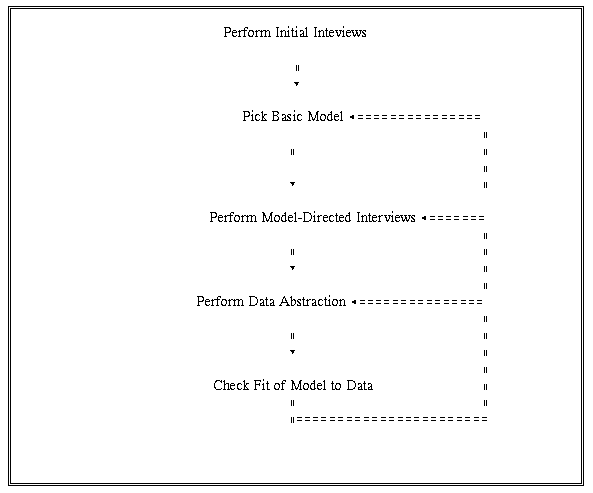 Perform Initial Inteviews
Pick Basic Model
Perform Model-Directed Interviews
Perform Data Abstraction
Check Fit of Model to Data